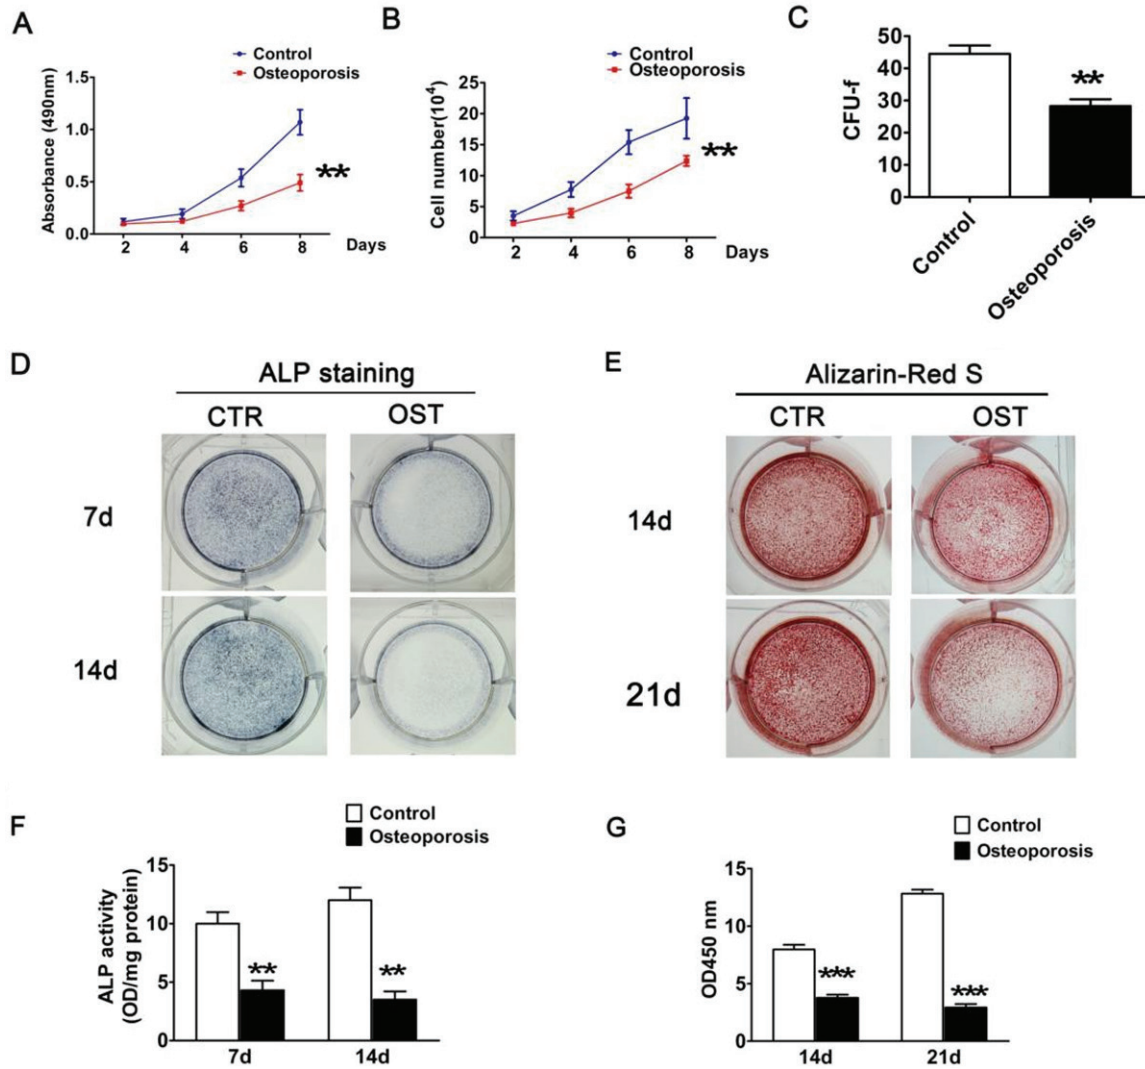 A
Control
Osteoporosis
Absorbance (490nm)
1.5
1.0
0.5
0.0
**
2 4 6 8 Days
B
Control
Osteoporosis
Cell number(10⁴)
25
20
15
10
5
0
**
2 4 6 8 Days
C
CFU-f
50
40
30
20
10
0
**
Control
Osteoporosis
D
ALP staining
CTR OST
7d
14d
E
Alizarin-Red S
CTR OST
14d
21d
F
Control
Osteoporosis
ALP activity
(OD/mg protein)
15
10
5
0
** **
7d 14d
G
Control
Osteoporosis
OD450 nm
15
10
5
0
*** ***
14d 21d